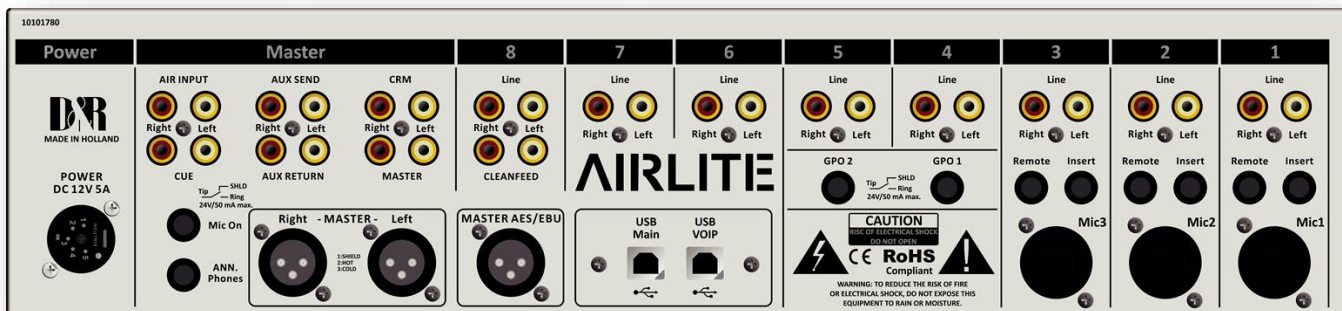 10101780
Power Master 8 7 6 5 4 3 2 1
AIR INPUT AUX SEND CRM Line Line Line Line Line Line Line Line
D&R
MADE IN HOLLAND
Right Left Right Left Right Left Right Left Right Left Right Left Right Left Right Left Right Left Right Left Right Left
CUE AUX RETURN MASTER CLEANFEED
AIRLITE
GPO 2 GPO 1
Tip SHLD
Ring
24V/50 mA max.
Remote Insert Remote Insert Remote Insert
POWER
DC 12V 5A
Tip SHLD
Ring
24V/50 mA max.
Mic On
ANN.
Phones
Right - MASTER - Left
1:SHIELD
2:HOT
3:COLD
MASTER AES/EBU
USB
Main
USB
VOIP
CAUTION
RISC OF ELECTRICAL SHOCK
DO NOT OPEN
CE RoHS
Compliant
WARNING: TO REDUCE THE RISK OF FIRE
OR ELECTRICAL SHOCK, DO NOT EXPOSE THIS
EQUIPMENT TO RAIN OR MOISTURE.
Mic3 Mic2 Mic1